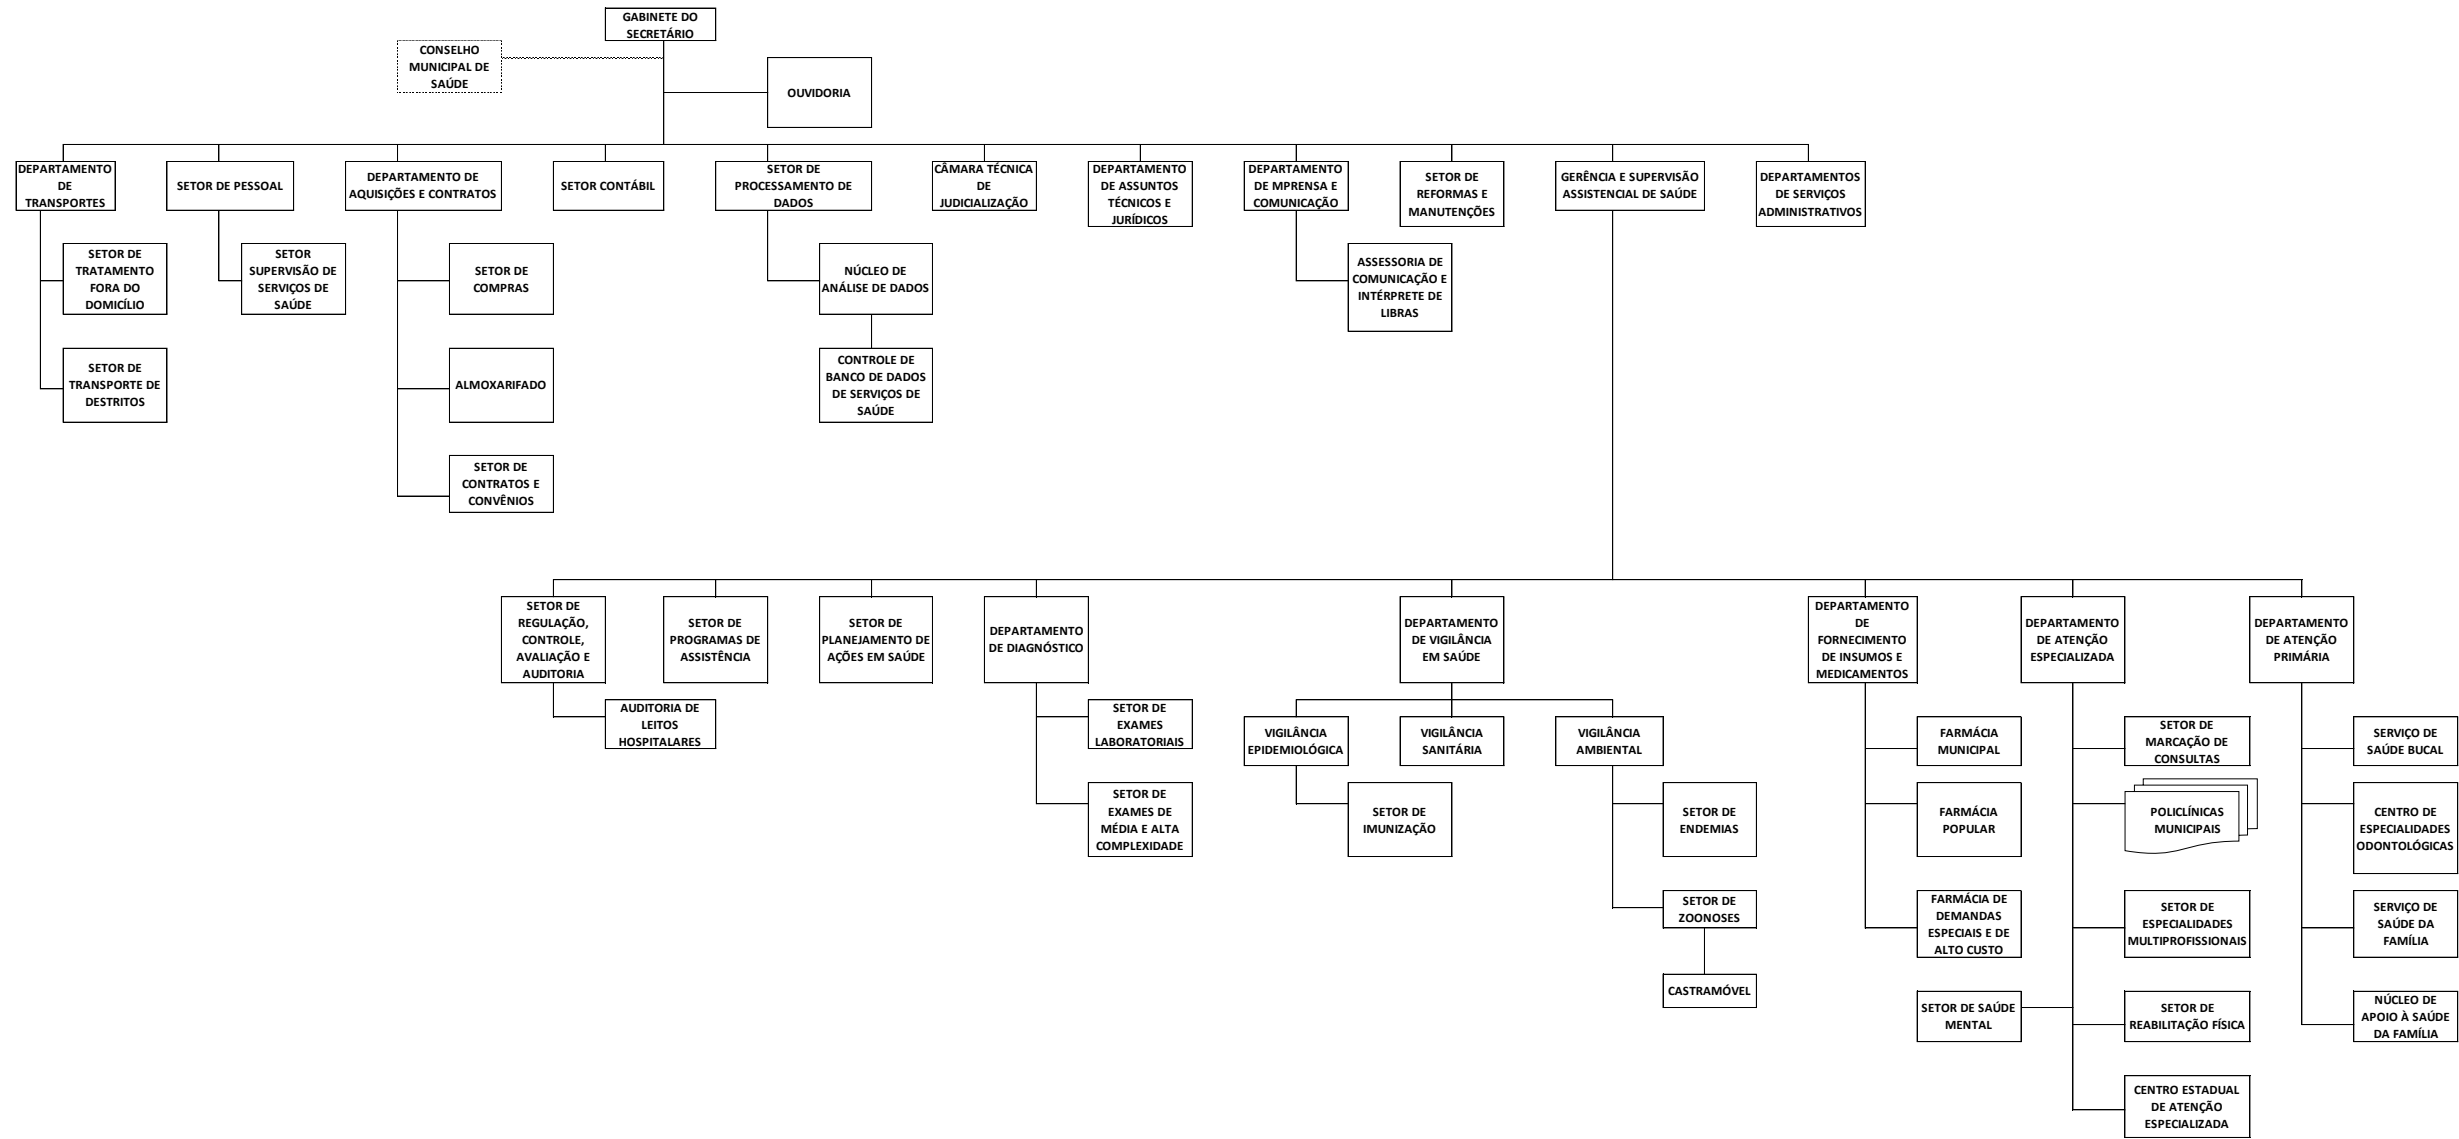 GABINETE DO
SECRETÁRIO
CONSELHO
MUNICIPAL DE
SAÚDE
OUVIDORIA
DEPARTAMENTO
DE
TRANSPORTES
SETOR DE PESSOAL
DEPARTAMENTO DE
AQUISIÇÕES E CONTRATOS
SETOR CONTÁBIL
SETOR DE
PROCESSAMENTO DE
DADOS
CÂMARA TÉCNICA
DE
JUDICIALIZAÇÃO
DEPARTAMENTO
DE ASSUNTOS
TÉCNICOS E
JURÍDICOS
DEPARTAMENTO
DE MPRENSA E
COMUNICAÇÃO
SETOR DE
REFORMAS E
MANUTENÇÕES
GERÊNCIA E SUPERVISÃO
ASSISTENCIAL DE SAÚDE
DEPARTAMENTOS
DE SERVIÇOS
ADMINISTRATIVOS
SETOR DE
TRATAMENTO
FORA DO
DOMICÍLIO
SETOR
SUPERVISÃO DE
SERVIÇOS DE
SAÚDE
SETOR DE
COMPRAS
NÚCLEO DE
ANÁLISE DE DADOS
ASSESSORIA DE
COMUNICAÇÃO E
INTÉRPRETE DE
LIBRAS
SETOR DE
TRANSPORTE DE
DESTRITOS
ALMOXARIFADO
CONTROLE DE
BANCO DE DADOS
DE SERVIÇOS DE
SAÚDE
SETOR DE
CONTRATOS E
CONVÊNIOS
SETOR DE
REGULAÇÃO,
CONTROLE,
AVALIAÇÃO E
AUDITORIA
SETOR DE
PROGRAMAS DE
ASSISTÊNCIA
SETOR DE
PLANEJAMENTO DE
AÇÕES EM SAÚDE
DEPARTAMENTO
DE DIAGNÓSTICO
DEPARTAMENTO
DE VIGILÂNCIA
EM SAÚDE
DEPARTAMENTO
DE
FORNECIMENTO
DE INSUMOS E
MEDICAMENTOS
DEPARTAMENTO
DE ATENÇÃO
ESPECIALIZADA
DEPARTAMENTO
DE ATENÇÃO
PRIMÁRIA
AUDITORIA DE
LEITOS
HOSPITALARES
SETOR DE
EXAMES
LABORATORIAIS
VIGILÂNCIA
EPIDEMIOLÓGICA
VIGILÂNCIA
SANITÁRIA
VIGILÂNCIA
AMBIENTAL
FARMÁCIA
MUNICIPAL
SETOR DE
MARCAÇÃO DE
CONSULTAS
SERVIÇO DE
SAÚDE BUCAL
SETOR DE
EXAMES DE
MÉDIA E ALTA
COMPLEXIDADE
SETOR DE
IMUNIZAÇÃO
SETOR DE
ENDEMIAS
FARMÁCIA
POPULAR
POLICLÍNICAS
MUNICIPAIS
CENTRO DE
ESPECIALIDADES
ODONTOLÓGICAS
SETOR DE
ZOONOSES
FARMÁCIA DE
DEMANDAS
ESPECIAIS E DE
ALTO CUSTO
SETOR DE
ESPECIALIDADES
MULTIPROFISSIONAIS
SERVIÇO DE
SAÚDE DA
FAMÍLIA
CASTRAMÓVEL
SETOR DE SAÚDE
MENTAL
SETOR DE
REABILITAÇÃO FÍSICA
NÚCLEO DE
APOIO À SAÚDE
DA FAMÍLIA
CENTRO ESTADUAL
DE ATENÇÃO
ESPECIALIZADA